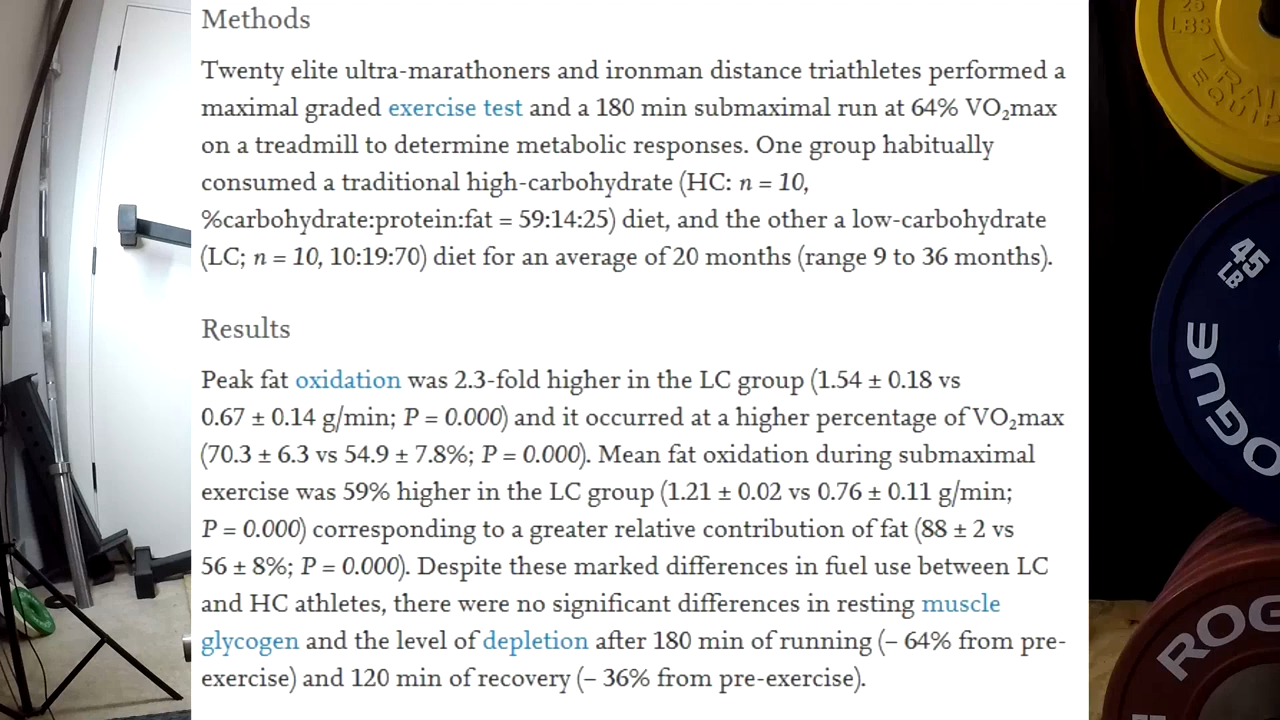 Methods
Twenty elite ultra-marathoners and ironman distance triathletes performed a
maximal graded exercise test and a 180 min submaximal run at 64% VO₂max
on a treadmill to determine metabolic responses. One group habitually
consumed a traditional high-carbohydrate (HC: n = 10,
%carbohydrate:protein:fat = 59:14:25) diet, and the other a low-carbohydrate
(LC; n = 10, 10:19:70) diet for an average of 20 months (range 9 to 36 months).
Results
Peak fat oxidation was 2.3-fold higher in the LC group (1.54 ± 0.18 vs
0.67 ± 0.14 g/min; P = 0.000) and it occurred at a higher percentage of VO₂max
(70.3 ± 6.3 vs 54.9 ± 7.8%; P = 0.000). Mean fat oxidation during submaximal
exercise was 59% higher in the LC group (1.21 ± 0.02 vs 0.76 ± 0.11 g/min;
P = 0.000) corresponding to a greater relative contribution of fat (88 ± 2 vs
56 ± 8%; P = 0.000). Despite these marked differences in fuel use between LC
and HC athletes, there were no significant differences in resting muscle
glycogen and the level of depletion after 180 min of running (− 64% from pre-
exercise) and 120 min of recovery (− 36% from pre-exercise).
25
LBS
45
LB
ROGUE